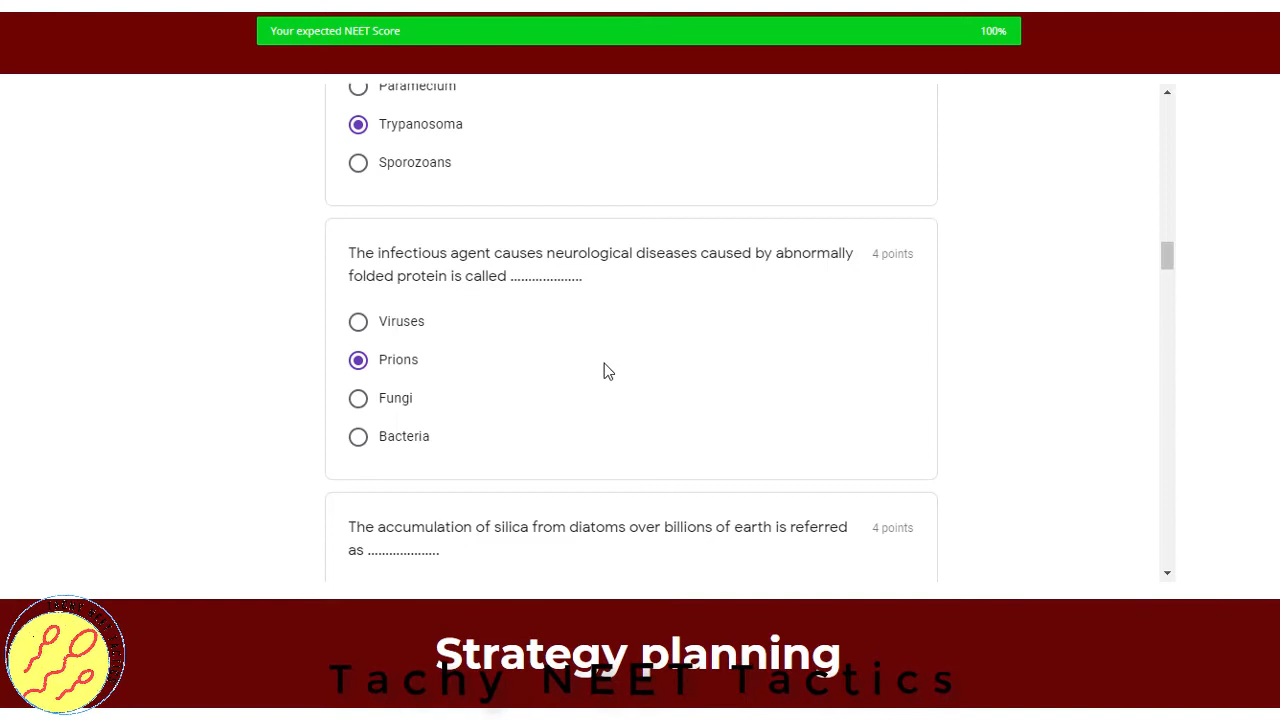 Your expected NEET Score 100%
Paramecium
Trypanosoma
Sporozoans
The infectious agent causes neurological diseases caused by abnormally 4 points
folded protein is called ....................
Viruses
Prions
Fungi
Bacteria
The accumulation of silica from diatoms over billions of earth is referred 4 points
as ....................
Strategy planning
Tachy NEET Tactics